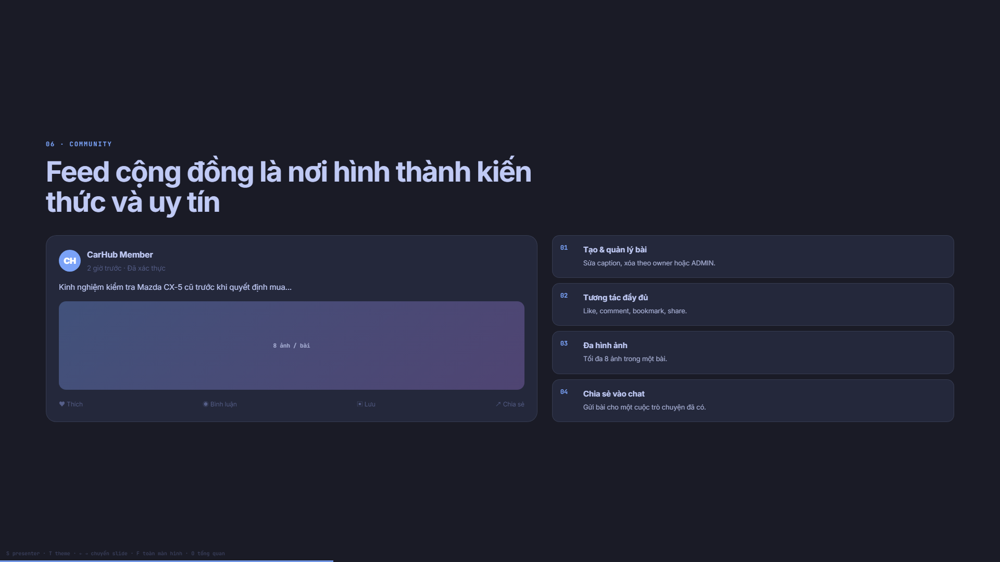 06 · COMMUNITY
Feed cộng đồng là nơi hình thành kiến
thức và uy tín
CH
CarHub Member
2 giờ trước · Đã xác thực
Kinh nghiệm kiểm tra Mazda CX-5 cũ trước khi quyết định mua...
8 ảnh / bài
♥ Thích
◉ Bình luận
▣ Lưu
↗ Chia sẻ
01
Tạo & quản lý bài
Sửa caption, xóa theo owner hoặc ADMIN.
02
Tương tác đầy đủ
Like, comment, bookmark, share.
03
Đa hình ảnh
Tối đa 8 ảnh trong một bài.
04
Chia sẻ vào chat
Gửi bài cho một cuộc trò chuyện đã có.
S presenter · T theme · ← → chuyển slide · F toàn màn hình · O tổng quan